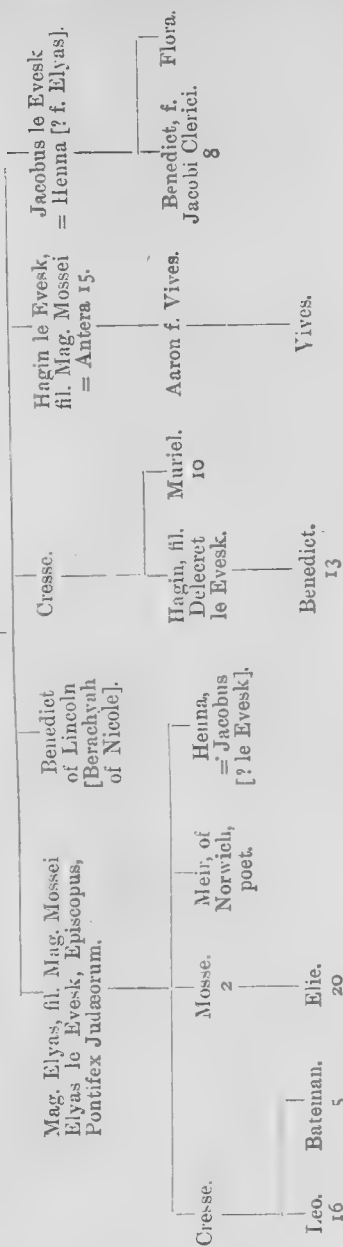 Mag. Elyas, fil. Mag. Mossei
Elyas le Evesk, Episcopus,
Pontifex Judæorum.
Benedict
of Lincoln
[Berachyah
of Nicole].
Cresse.
Hagin le Evesk,
fil. Mag. Mossei
= Antera 15.
Jacobus le Evesk
= Henna [? f. Elyas].
Cresse.
Mosse.
2
Meir, of
Norwich,
poet.
Henna,
= Jacobus
[? le Evesk].
Hagin, fil.
Delecret
le Evesk.
Muriel.
10
Aaron f. Vives.
Benedict, f.
Jacobi Clerici.
8
Flora.
Leo.
16
Bateman.
5
Elie.
20
Benedict.
13
Vives.